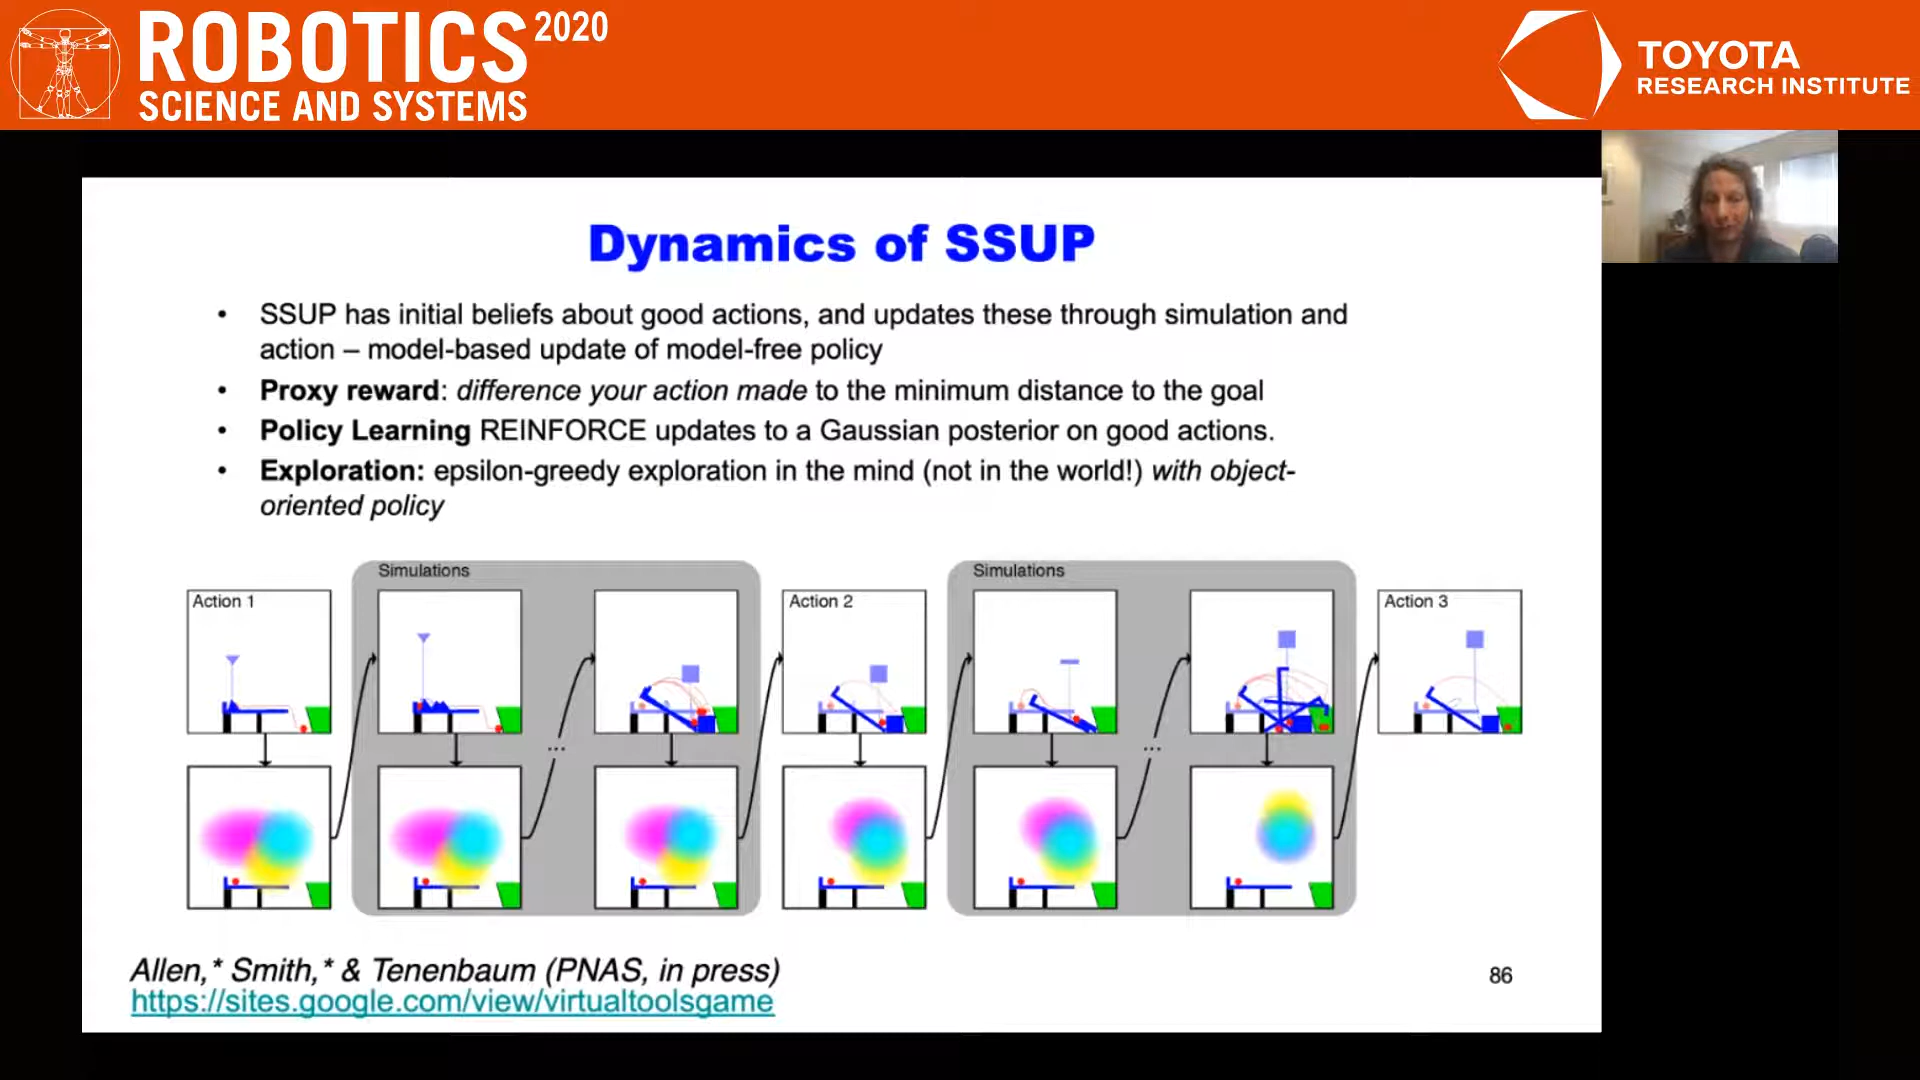 ROBOTICS 2020
SCIENCE AND SYSTEMS
TOYOTA
RESEARCH INSTITUTE
Dynamics of SSUP
• SSUP has initial beliefs about good actions, and updates these through simulation and
action – model-based update of model-free policy
• Proxy reward: difference your action made to the minimum distance to the goal
• Policy Learning REINFORCE updates to a Gaussian posterior on good actions.
• Exploration: epsilon-greedy exploration in the mind (not in the world!) with object-
oriented policy
Simulations
Simulations
Action 1
Action 2
Action 3
...
...
Allen,* Smith,* & Tenenbaum (PNAS, in press)
https://sites.google.com/view/virtualtoolsgame
86